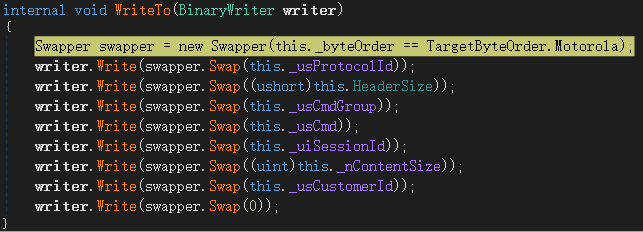 internal void WriteTo(BinaryWriter writer)
{
Swapper swapper = new Swapper(this._byteOrder == TargetByteOrder.Motorola);
writer.Write(swapper.Swap(this._usProtocolId));
writer.Write(swapper.Swap((ushort)this.HeaderSize));
writer.Write(swapper.Swap(this._usCmdGroup));
writer.Write(swapper.Swap(this._usCmd));
writer.Write(swapper.Swap(this._uiSessionId));
writer.Write(swapper.Swap((uint)this._nContentSize));
writer.Write(swapper.Swap(this._usCustomerId));
writer.Write(swapper.Swap(0));
}